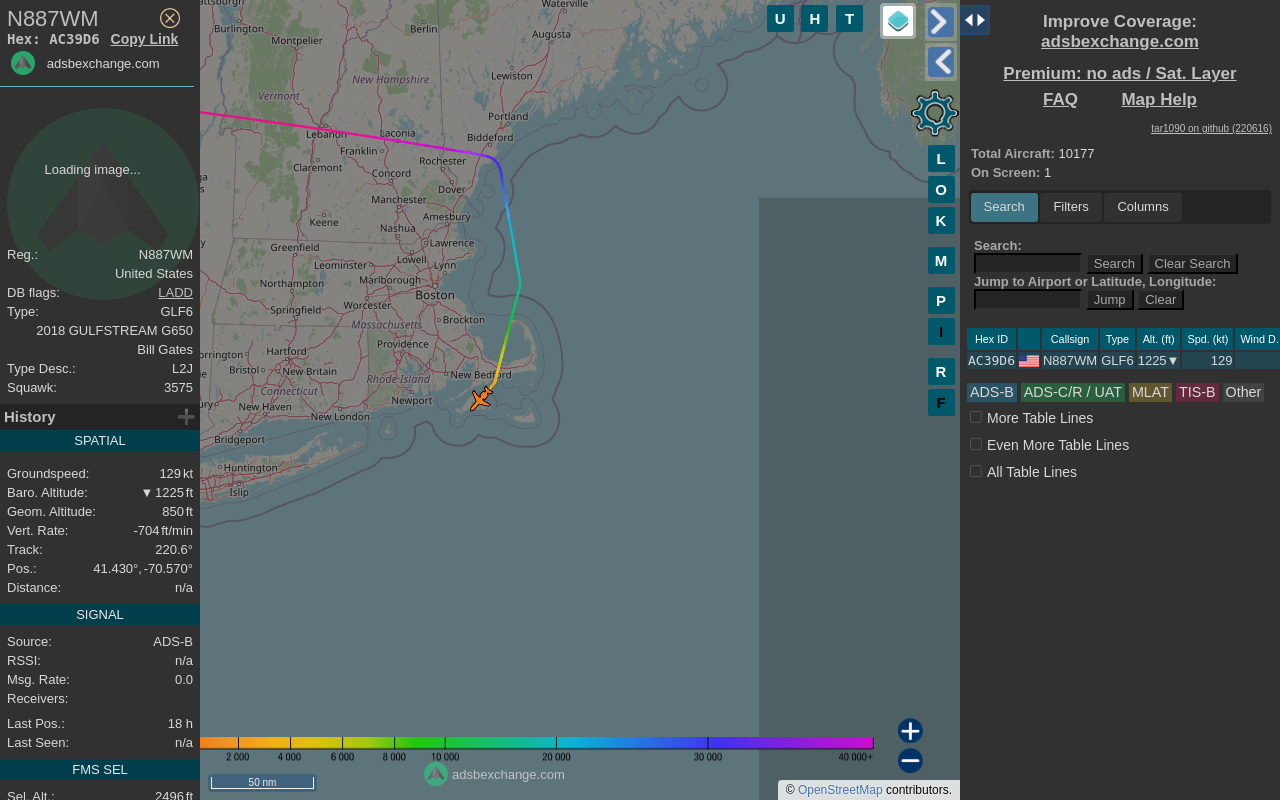 N887WM
Hex: AC39D6 Copy Link
adsbexchange.com
Loading image...
Reg.: N887WM
United States
DB flags: LADD
Type: GLF6
2018 GULFSTREAM G650
Bill Gates
Type Desc.: L2J
Squawk: 3575
History
SPATIAL
Groundspeed: 129 kt
Baro. Altitude: ▼ 1225 ft
Geom. Altitude: 850 ft
Vert. Rate: -704 ft/min
Track: 220.6°
Pos.: 41.430°, -70.570°
Distance: n/a
SIGNAL
Source: ADS-B
RSSI: n/a
Msg. Rate: 0.0
Receivers:
Last Pos.: 18 h
Last Seen: n/a
FMS SEL
Sel. Alt.: 2496 ft
Waterville
Burlington
Berlin
Augusta
Montpelier
Lewiston
New Hampshire
Vermont
Portland
Lebanon
Laconia
Biddeford
Franklin
Rochester
Claremont
Concord
Dover
Manchester
Keene
Amesbury
Nashua
Greenfield
Lawrence
Lowell
Leominster
Lynn
Northampton
Marlborough
Boston
Worcester
Springfield
Brockton
Massachusetts
Providence
Hartford
Bristol
New Britain
Rhode Island
New Bedford
Connecticut
Newport
New Haven
New London
Bridgeport
Huntington
Islip
U H T
L
O
K
M
P
I
R
F
2 000 4 000 6 000 8 000 10 000 20 000 30 000 40 000+
adsbexchange.com
50 nm
© OpenStreetMap contributors.
Improve Coverage:
adsbexchange.com
Premium: no ads / Sat. Layer
FAQ Map Help
tar1090 on github (220616)
Total Aircraft: 10177
On Screen: 1
Search Filters Columns
Search:
Search Clear Search
Jump to Airport or Latitude, Longitude:
Jump Clear
Hex ID Callsign Type Alt. (ft) Spd. (kt) Wind D.
AC39D6 N887WM GLF6 1225▼ 129
ADS-B ADS-C/R / UAT MLAT TIS-B Other
More Table Lines
Even More Table Lines
All Table Lines